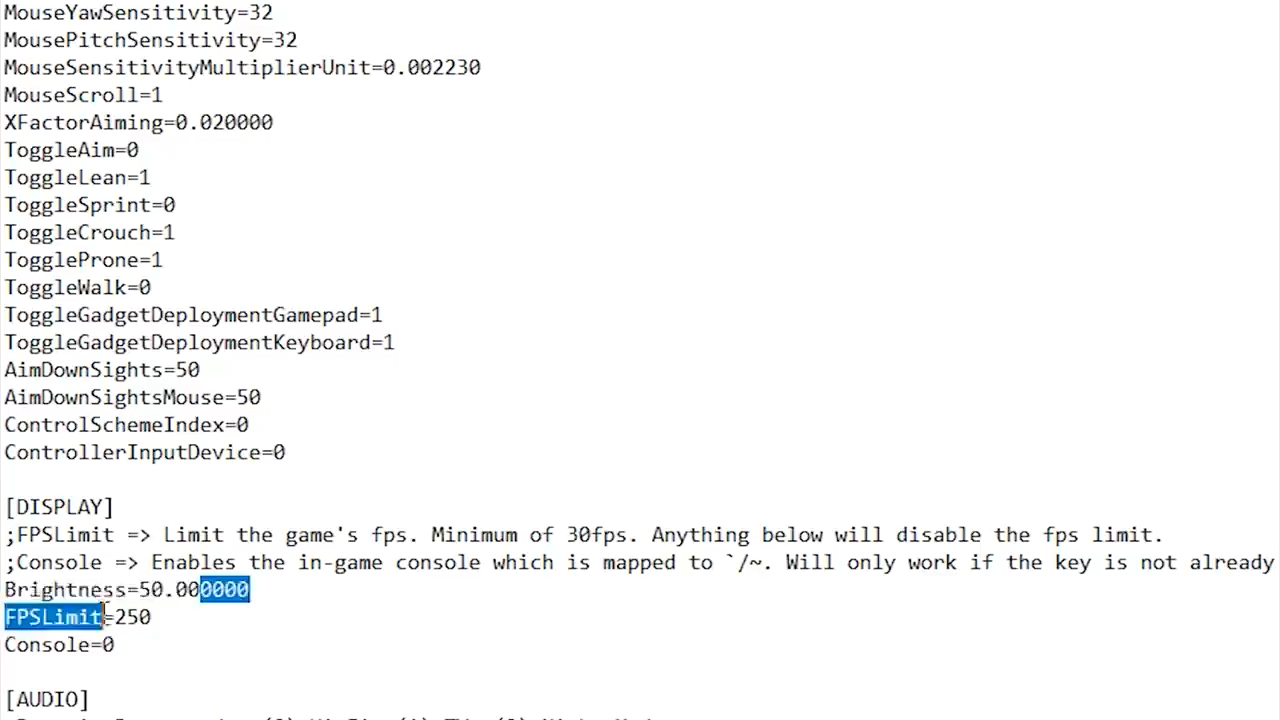 MouseYawSensitivity=32
MousePitchSensitivity=32
MouseSensitivityMultiplierUnit=0.002230
MouseScroll=1
XFactorAiming=0.020000
ToggleAim=0
ToggleLean=1
ToggleSprint=0
ToggleCrouch=1
ToggleProne=1
ToggleWalk=0
ToggleGadgetDeploymentGamepad=1
ToggleGadgetDeploymentKeyboard=1
AimDownSights=50
AimDownSightsMouse=50
ControlSchemeIndex=0
ControllerInputDevice=0
[DISPLAY]
;FPSLimit => Limit the game's fps. Minimum of 30fps. Anything below will disable the fps limit.
;Console => Enables the in-game console which is mapped to `/~. Will only work if the key is not already
Brightness=50.000000
FPSLimit=250
Console=0
[AUDIO]